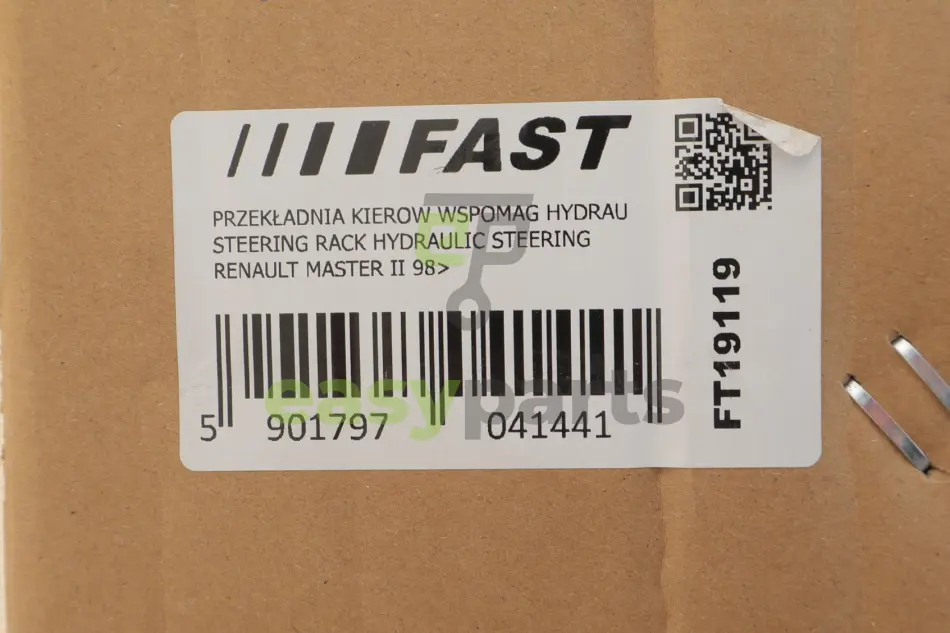 FAST
PRZEKŁADNIA KIEROW WSPOMAG HYDRAU
STEERING RACK HYDRAULIC STEERING
RENAULT MASTER II 98>
5 901797 041441
FT19119
easyparts